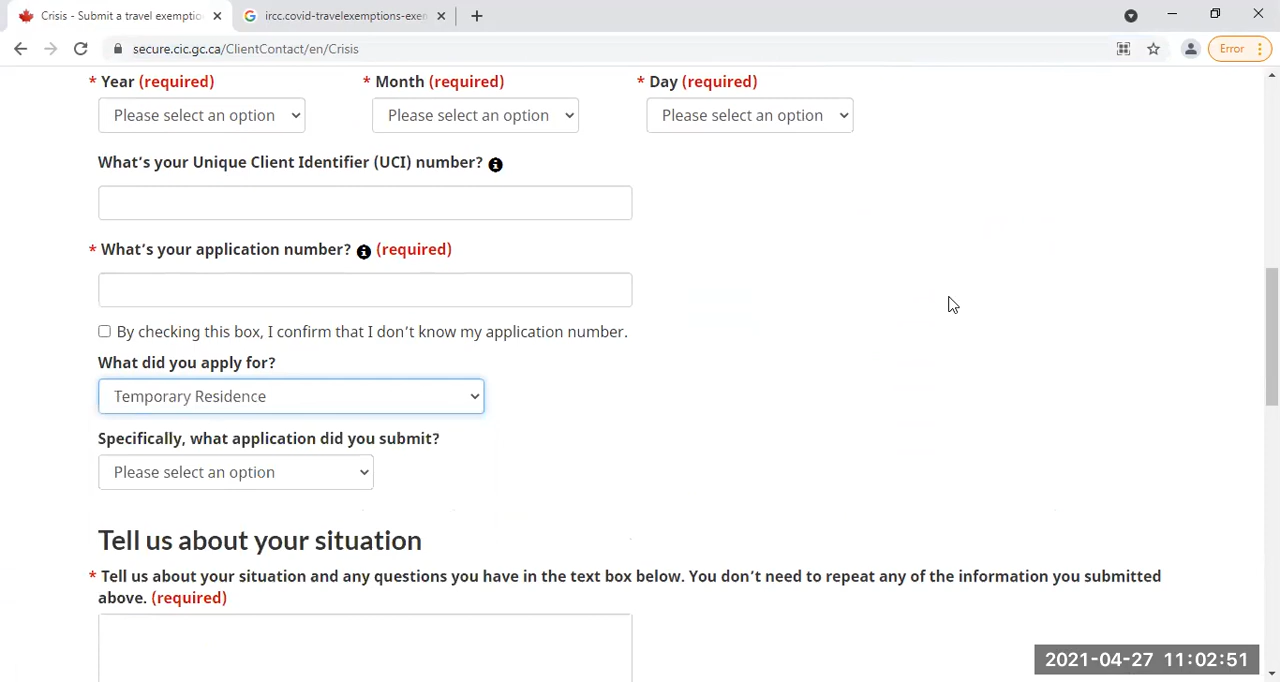 Crisis - Submit a travel exemptio
ircc.covid-travelexemptions-exen
secure.cic.gc.ca/ClientContact/en/Crisis
Error
* Year (required)
* Month (required)
* Day (required)
Please select an option
Please select an option
Please select an option
What's your Unique Client Identifier (UCI) number?
* What's your application number? (required)
By checking this box, I confirm that I don't know my application number.
What did you apply for?
Temporary Residence
Specifically, what application did you submit?
Please select an option
Tell us about your situation
* Tell us about your situation and any questions you have in the text box below. You don't need to repeat any of the information you submitted
above. (required)
2021-04-27 11:02:51